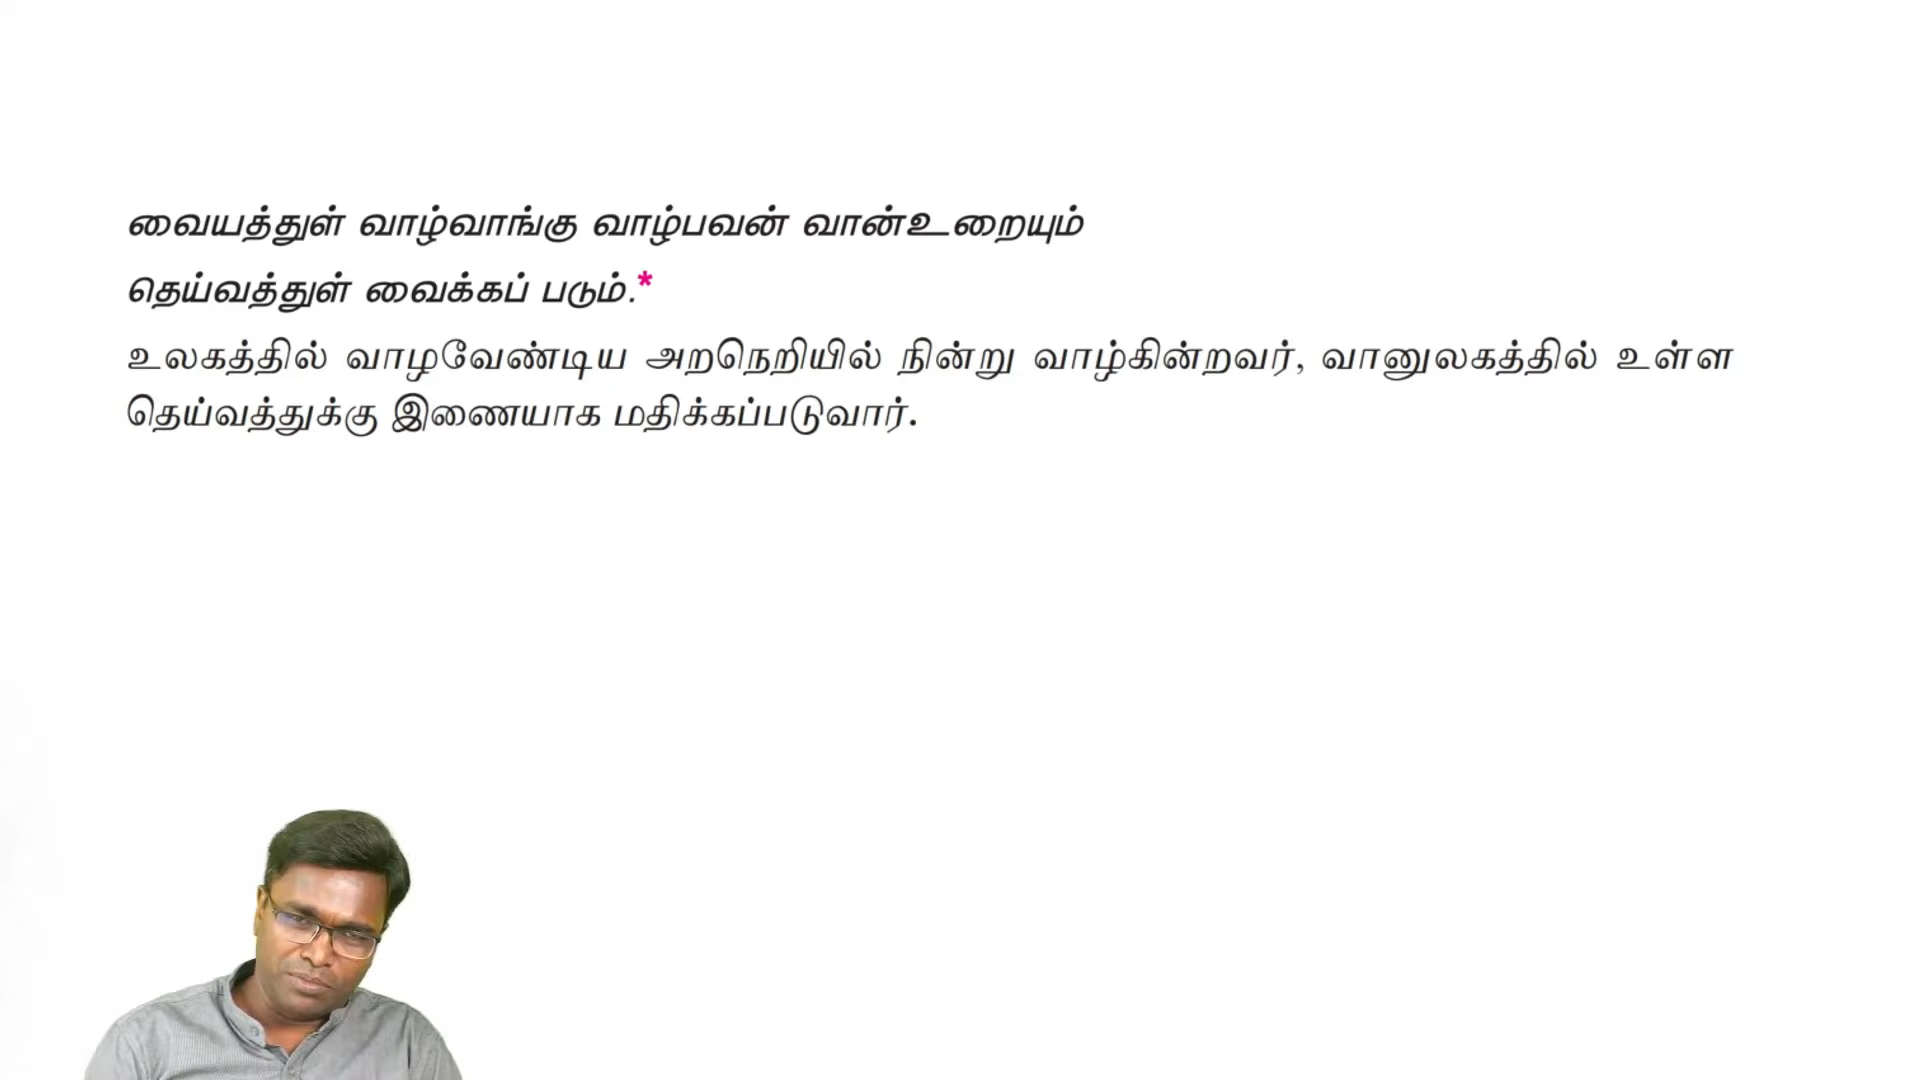 வையத்துள் வாழ்வாங்கு வாழ்பவன் வான்உறையும்
தெய்வத்துள் வைக்கப் படும்.*
உலகத்தில் வாழவேண்டிய அறநெறியில் நின்று வாழ்கின்றவர், வானுலகத்தில் உள்ள
தெய்வத்துக்கு இணையாக மதிக்கப்படுவார்.